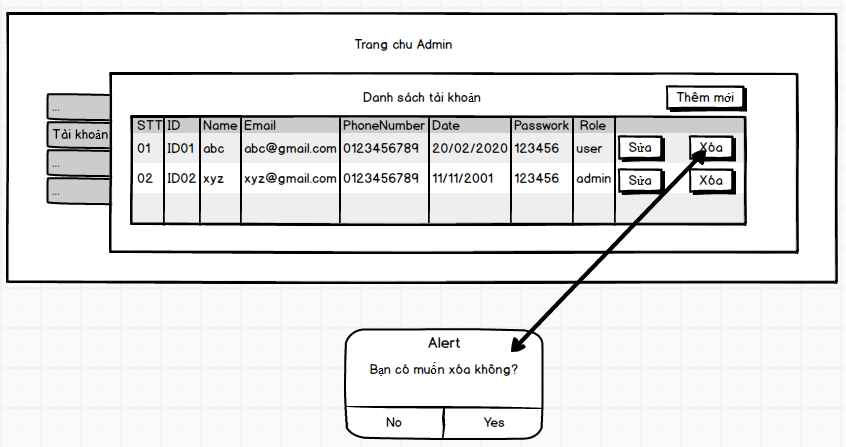 Trang chu Admin
Danh sách tài khoản
Thêm mới
...
Tài khoản
...
...
STT ID Name Email PhoneNumber Date Passwork Role
01 ID01 abc abc@gmail.com 0123456789 20/02/2020 123456 user Sửa Xóa
02 ID02 xyz xyz@gmail.com 0123456789 11/11/2001 123456 admin Sửa Xóa
Alert
Bạn có muốn xóa không?
No Yes